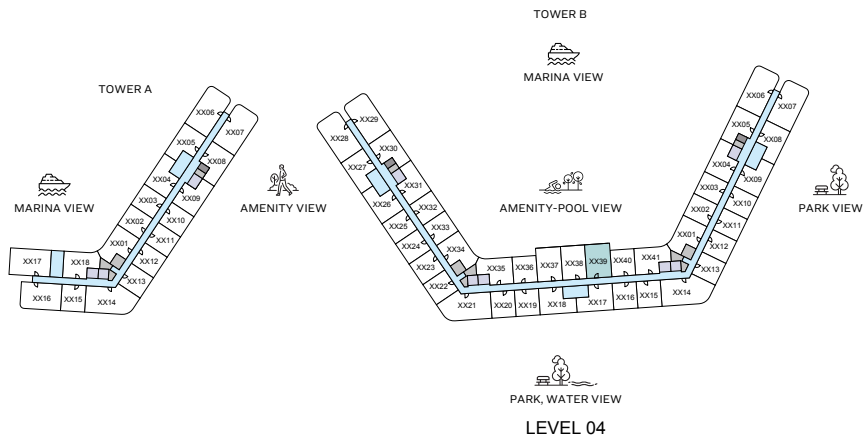 TOWER B
MARINA VIEW
TOWER A
MARINA VIEW
AMENITY VIEW
AMENITY-POOL VIEW
PARK VIEW
XX06
XX07
XX05
XX08
XX04
XX09
XX03
XX10
XX02
XX11
XX01
XX12
XX17
XX18
XX13
XX16
XX15
XX14
XX29
XX28
XX30
XX27
XX31
XX26
XX32
XX25
XX33
XX24
XX34
XX23
XX22
XX35
XX36
XX37
XX38
XX39
XX40
XX41
XX21
XX20
XX19
XX18
XX17
XX16
XX15
XX14
XX06
XX07
XX05
XX08
XX04
XX09
XX03
XX10
XX02
XX11
XX01
XX12
XX13
PARK, WATER VIEW
LEVEL 04